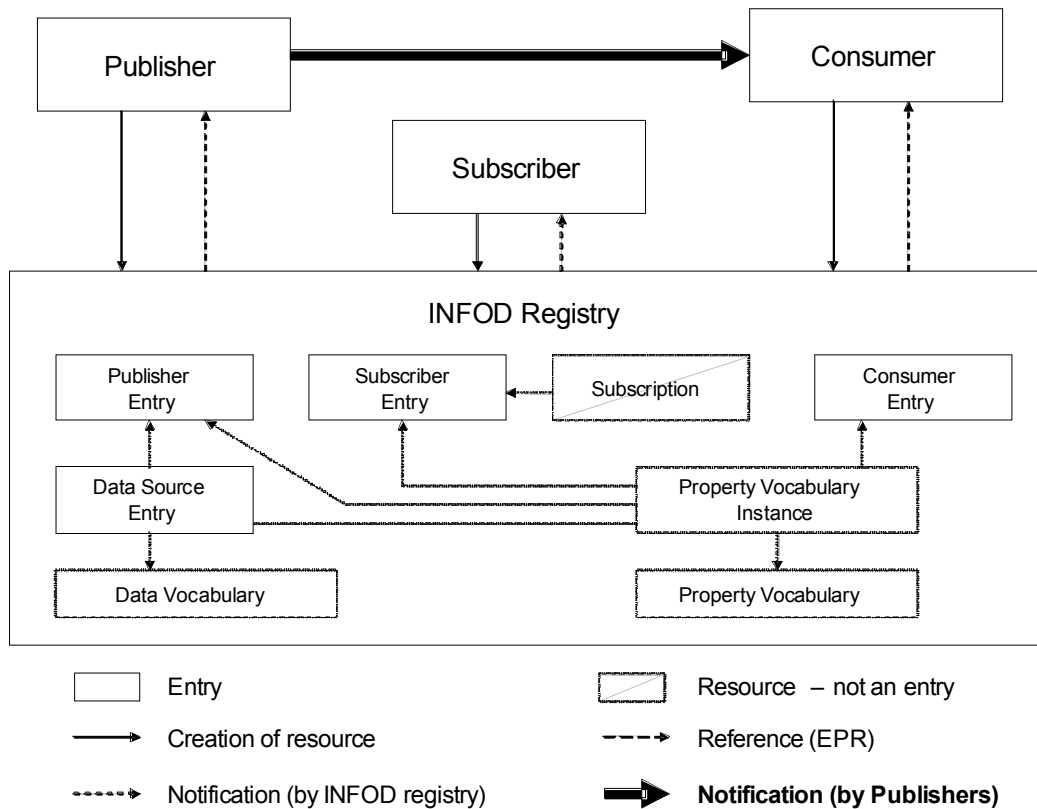 Publisher
Consumer
Subscriber
INFOD Registry
Publisher
Entry
Subscriber
Entry
Subscription
Consumer
Entry
Data Source
Entry
Property Vocabulary
Instance
Data Vocabulary
Property Vocabulary
Entry
Resource – not an entry
Creation of resource
Reference (EPR)
Notification (by INFOD registry)
Notification (by Publishers)